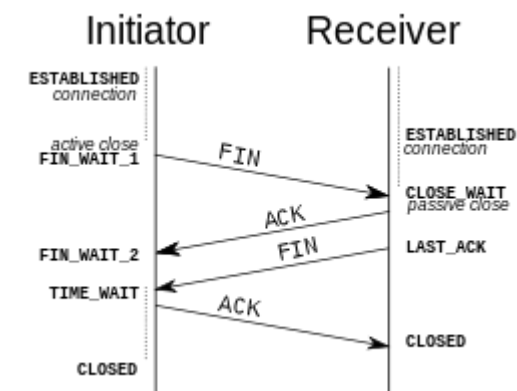 Initiator Receiver
ESTABLISHED
connection
active close
FIN_WAIT_1
FIN
ESTABLISHED
connection
CLOSE_WAIT
passive close
ACK
FIN_WAIT_2
FIN
LAST_ACK
TIME_WAIT
ACK
CLOSED
CLOSED